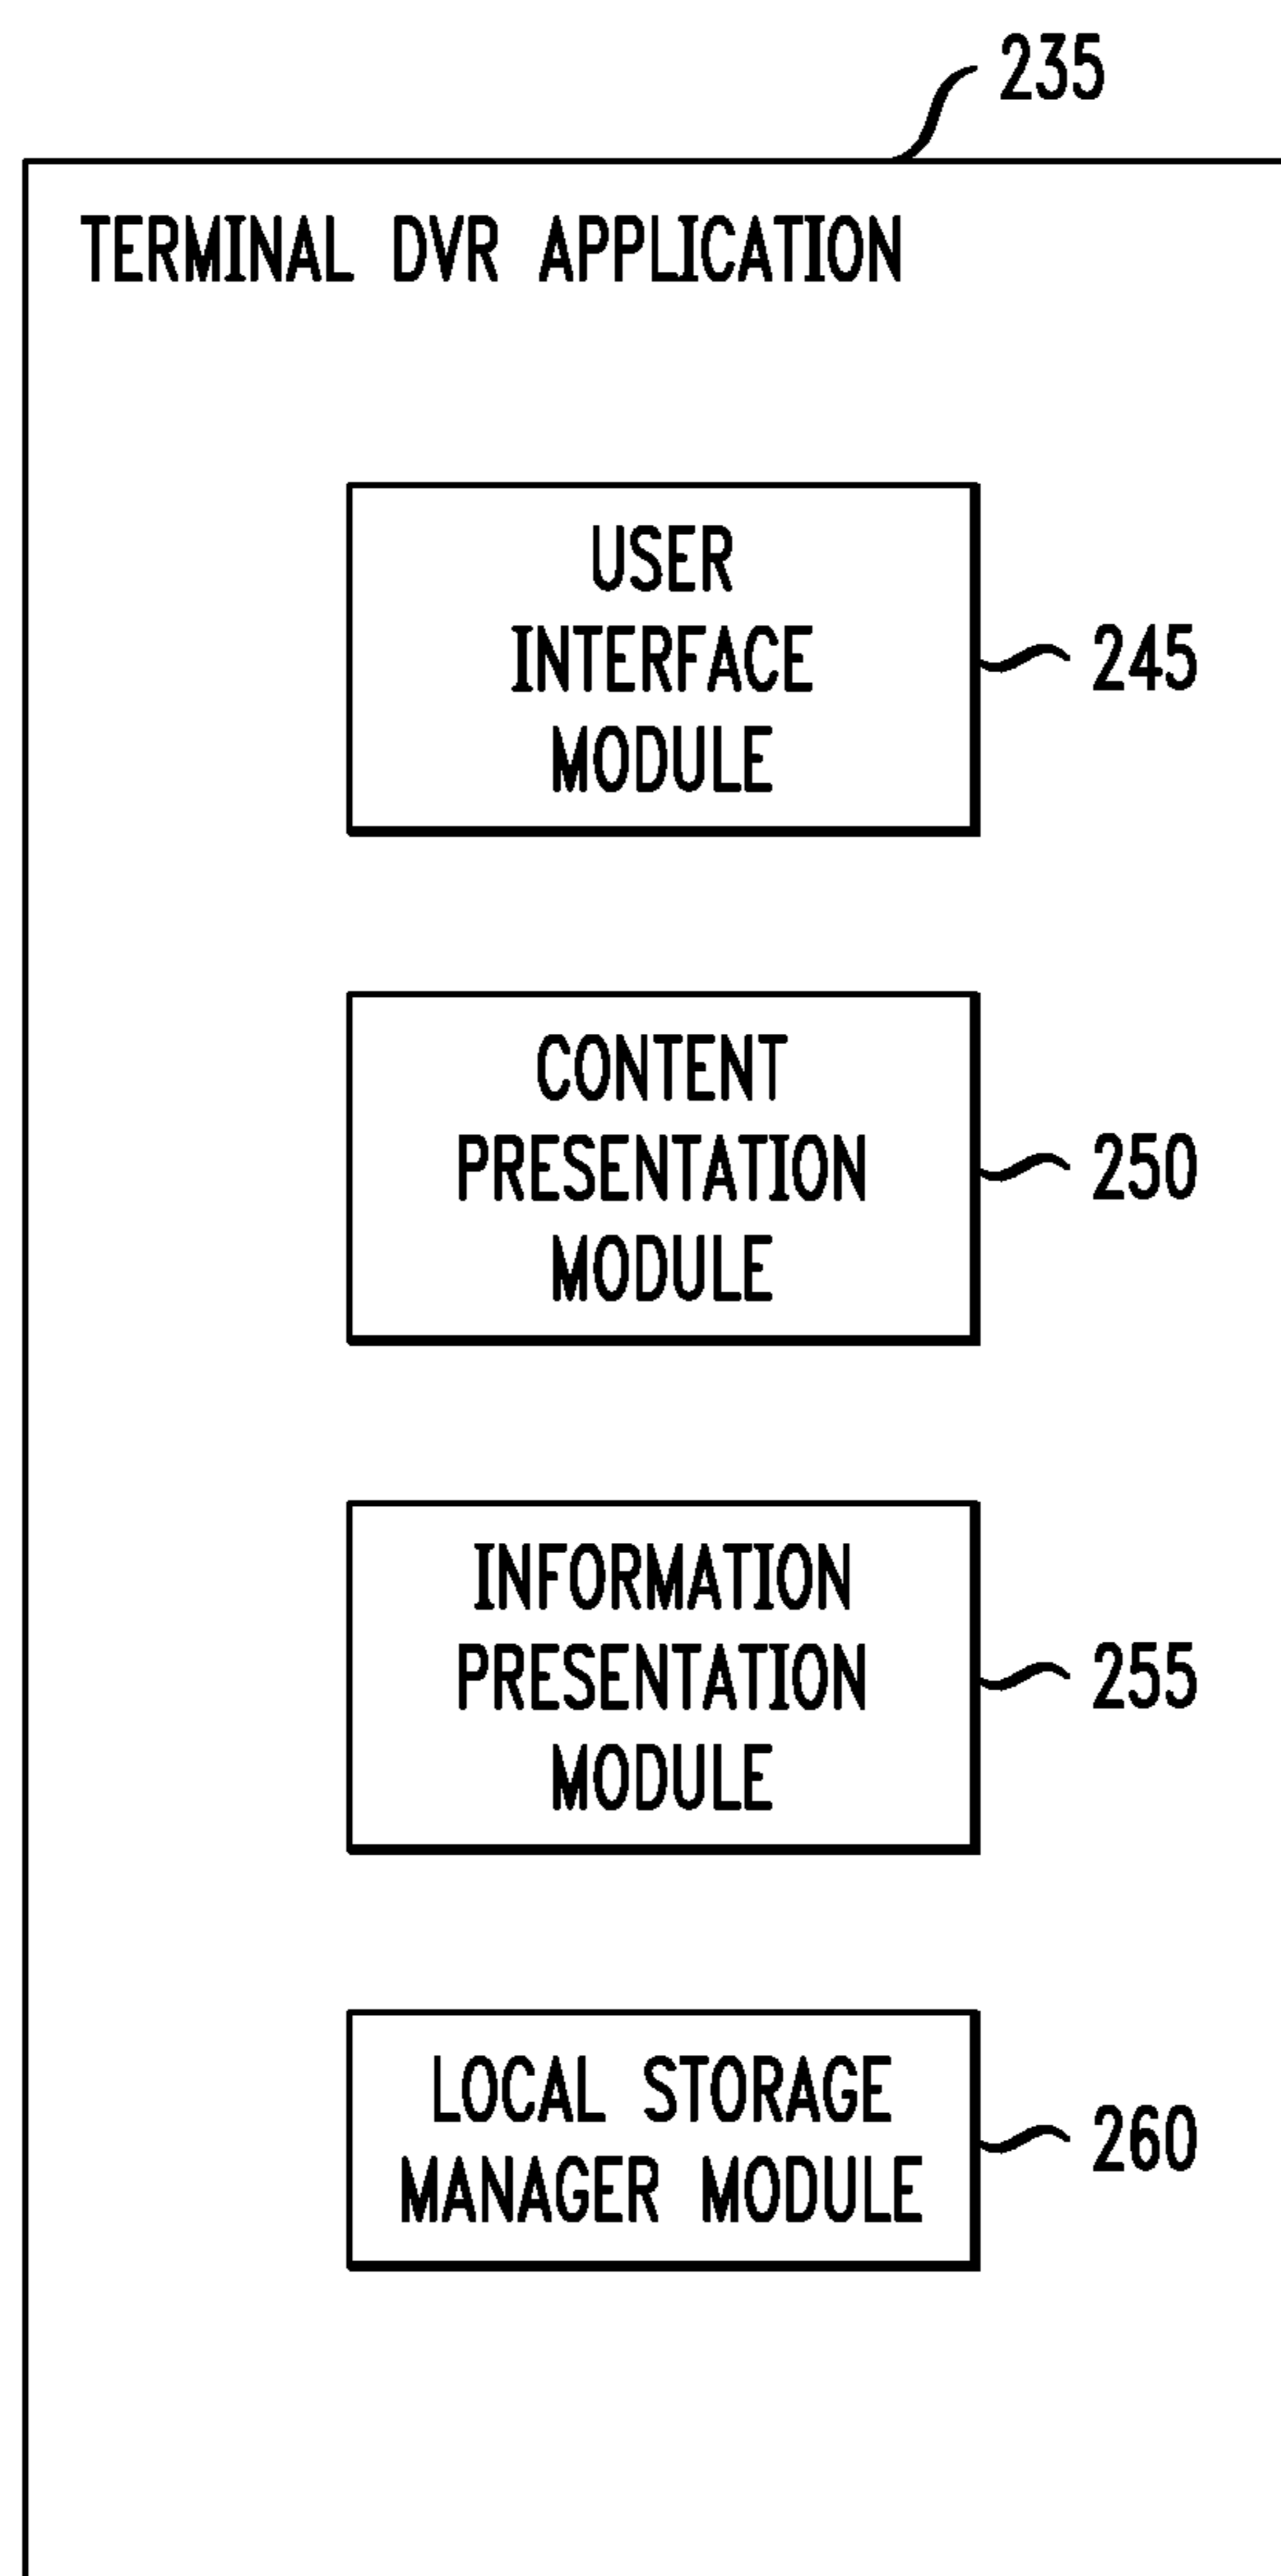 235
TERMINAL DVR APPLICATION
USER
INTERFACE
MODULE
245
CONTENT
PRESENTATION
MODULE
250
INFORMATION
PRESENTATION
MODULE
255
LOCAL STORAGE
MANAGER MODULE
260